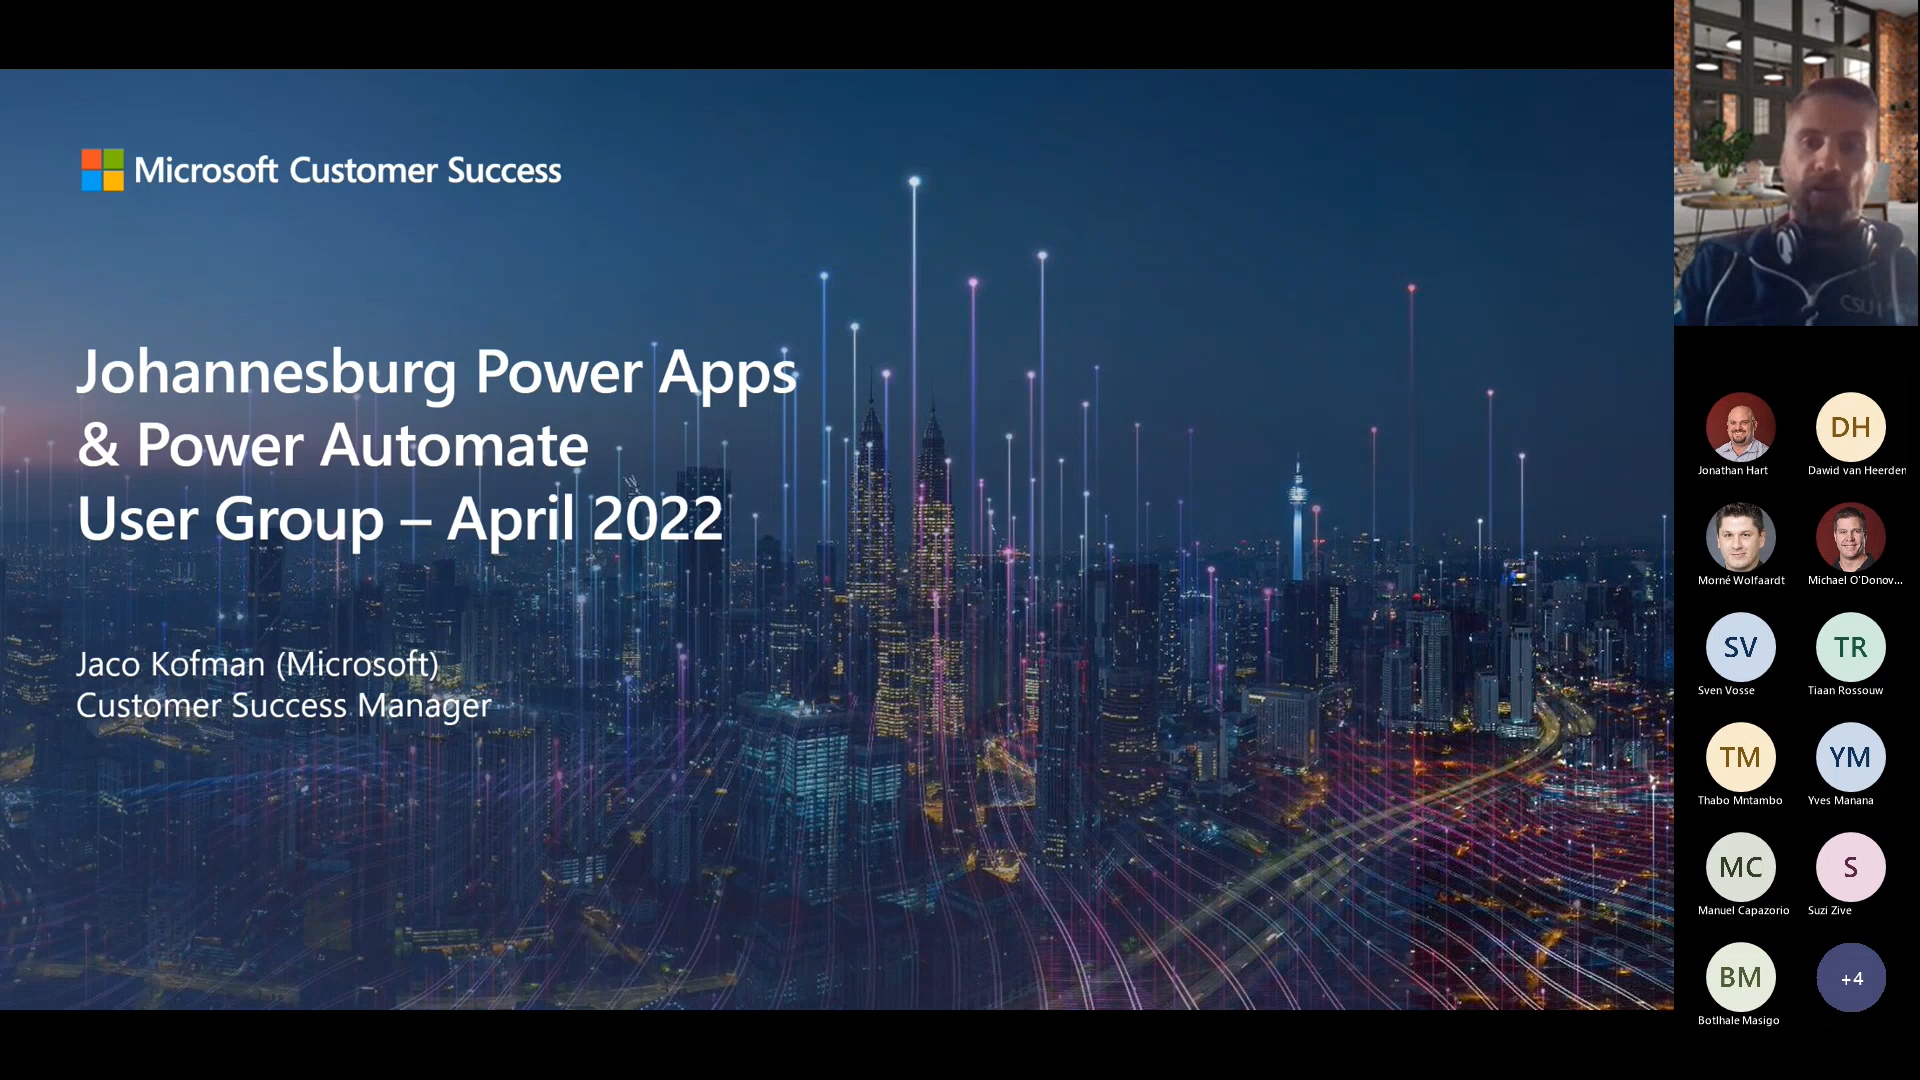 Microsoft Customer Success
Johannesburg Power Apps
& Power Automate
User Group – April 2022
Jaco Kofman (Microsoft)
Customer Success Manager
CSU
Jonathan Hart
DH
Dawid van Heerden
Morné Wolfaardt
Michael O'Donov...
SV
Sven Vosse
TR
Tiaan Rossouw
TM
Thabo Mntambo
YM
Yves Manana
MC
Manuel Capazorio
S
Suzi Zive
BM
Botlhale Masigo
+4